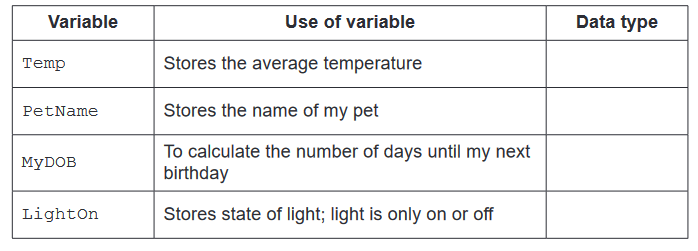 Variable Use of variable Data type
Temp Stores the average temperature
PetName Stores the name of my pet
MyDOB To calculate the number of days until my next
birthday
LightOn Stores state of light; light is only on or off